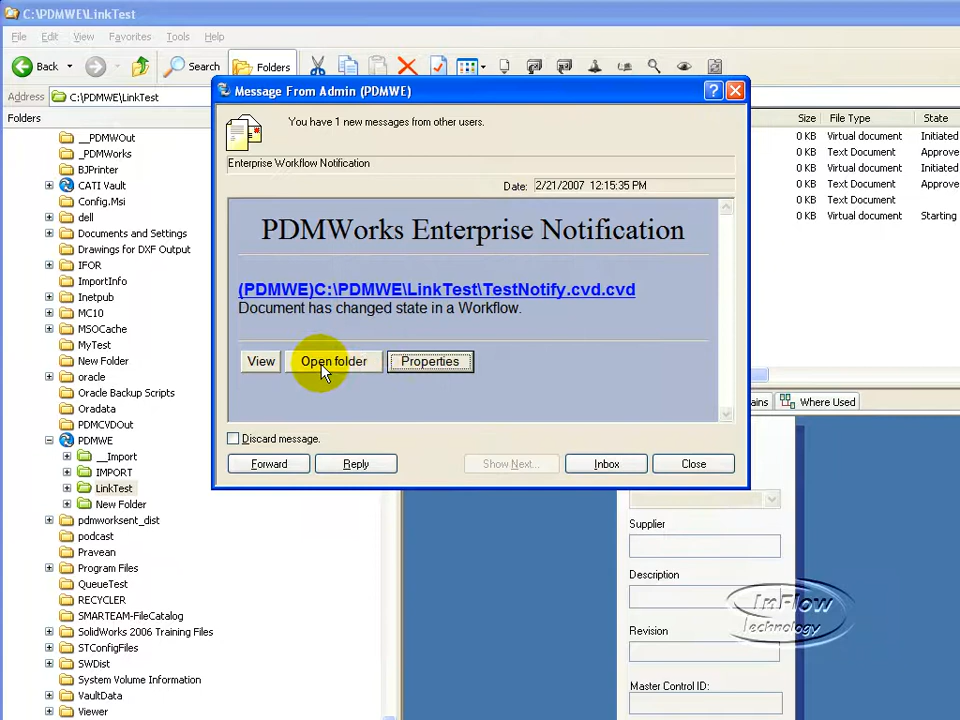 C:\PDMWE\LinkTest
File Edit View Favorites Tools Help
Back Search Folders
Address C:\PDMWE\LinkTest
Folders
__PDMWOut
_PDMWorks
BJPrinter
CATI Vault
Config.Msi
dell
Documents and Settings
Drawings for DXF Output
IFOR
ImportInfo
Inetpub
MC10
MSOCache
MyTest
New Folder
oracle
Oracle Backup Scripts
Oradata
PDMCVDOut
PDMWE
__Import
IMPORT
LinkTest
New Folder
pdmworksent_dist
podcast
Pravean
Program Files
QueueTest
RECYCLER
SMARTEAM-FileCatalog
SolidWorks 2006 Training Files
STConfigFiles
SWDist
System Volume Information
VaultData
Viewer
Message From Admin (PDMWE)
You have 1 new messages from other users.
Enterprise Workflow Notification
Date: 2/21/2007 12:15:35 PM
PDMWorks Enterprise Notification
(PDMWE)C:\PDMWE\LinkTest\TestNotify.cvd.cvd
Document has changed state in a Workflow.
View Open folder Properties
Discard message.
Forward Reply Show Next... Inbox Close
Size File Type State
0 KB Virtual document Initiated
0 KB Text Document Approve
0 KB Virtual document Initiated
0 KB Text Document Approve
0 KB Text Document
0 KB Virtual document Starting
ains Where Used
Supplier
Description
Revision
Master Control ID:
InFlow
Technology